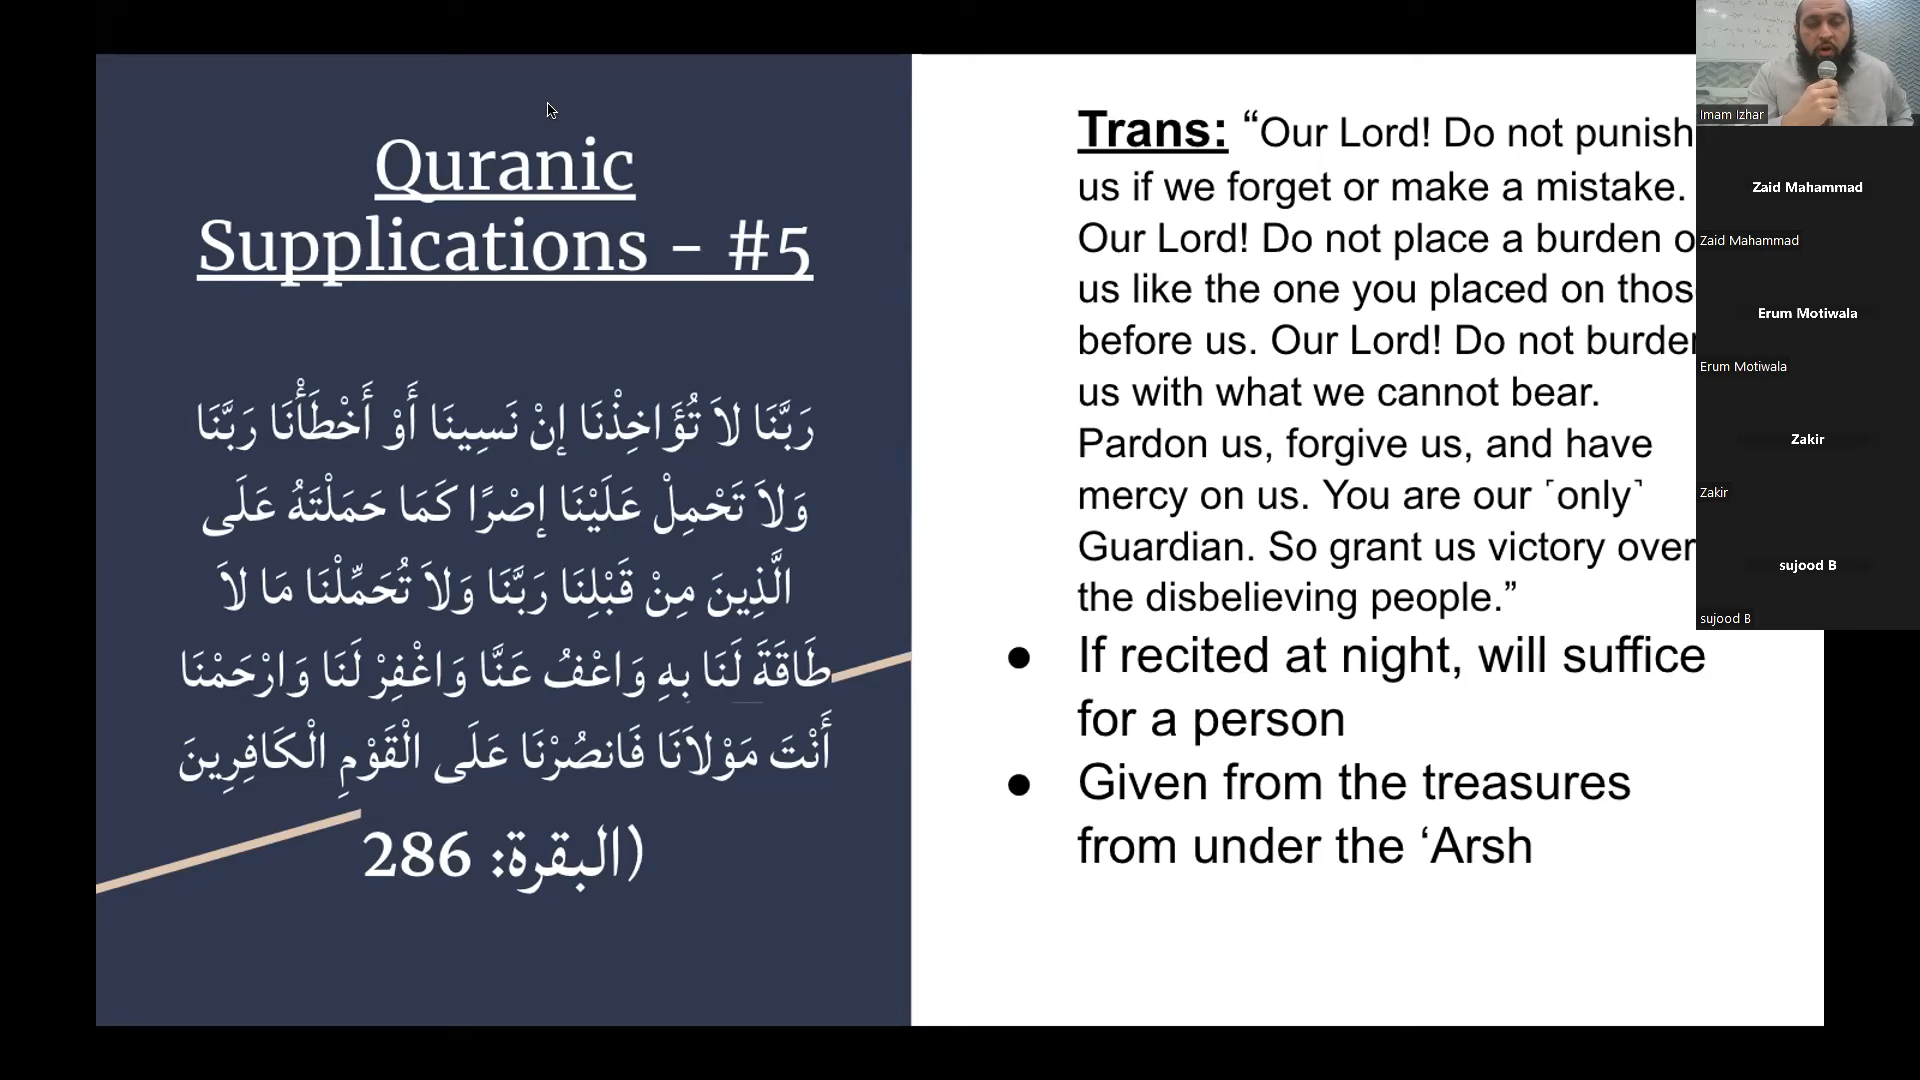 Quranic
Supplications - #5
رَبَّنَا لاَ تُؤَاخِذْنَا إِنْ نَسِينَا أَوْ أَخْطَأْنَا رَبَّنَا
وَلاَ تَحْمِلْ عَلَيْنَا إِصْرًا كَمَا حَمَلْتَهُ عَلَى
الَّذِينَ مِنْ قَبْلِنَا رَبَّنَا وَلاَ تُحَمِّلْنَا مَا لاَ
طَاقَةَ لَنَا بِهِ وَاعْفُ عَنَّا وَاغْفِرْ لَنَا وَارْحَمْنَا
أَنْتَ مَوْلاَنَا فَانصُرْنَا عَلَى الْقَوْمِ الْكَافِرِينَ
(البقرة: 286
Trans: “Our Lord! Do not punish
us if we forget or make a mistake.
Our Lord! Do not place a burden
us like the one you placed on
before us. Our Lord! Do not
us with what we cannot bear.
Pardon us, forgive us, and have
mercy on us. You are our ˹only˺
Guardian. So grant us victory over
the disbelieving people.”
● If recited at night, will suffice
for a person
● Given from the treasures
from under the ‘Arsh
Imam Izhar
Zaid Mahammad
Zaid Mahammad
Erum Motiwala
Erum Motiwala
Zakir
Zakir
sujood B
sujood B